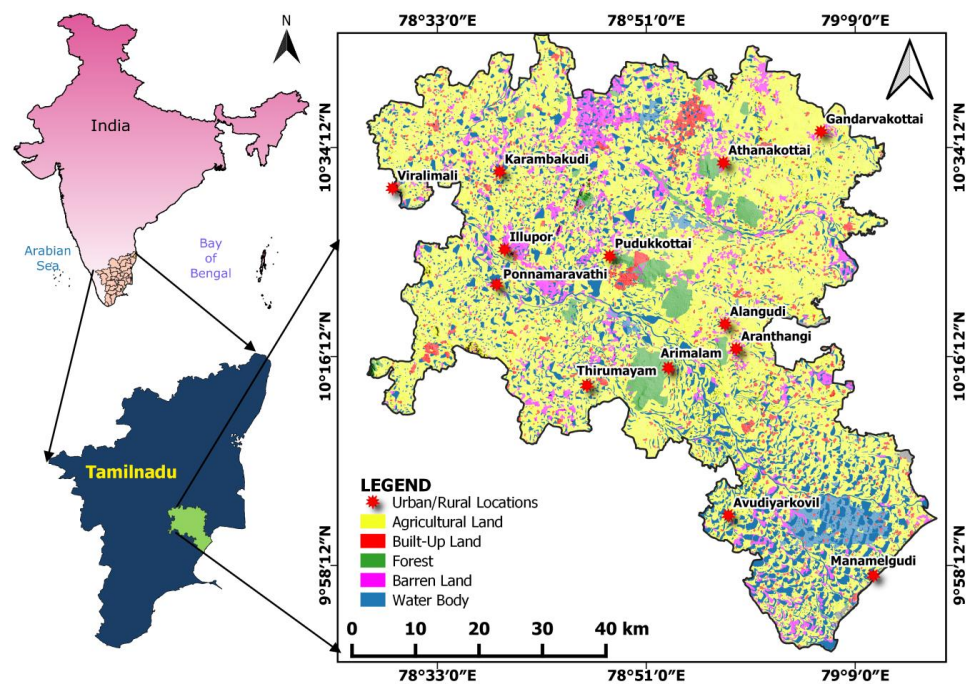 N
India
Arabian
Sea
Bay
of
Bengal
Tamilnadu
78°33'0"E
78°51'0"E
79°9'0"E
10°34'12"N
10°16'12"N
9°58'12"N
Gandarvakottai
Athanakottai
Karambakudi
Viralimali
Illupor
Pudukkottai
Ponnamaravathi
Alangudi
Aranthangi
Arimalam
Thirumayam
Avudiyarkovil
Manamelgudi
LEGEND
Urban/Rural Locations
Agricultural Land
Built-Up Land
Forest
Barren Land
Water Body
0 10 20 30 40 km
10°34'12"N
10°16'12"N
9°58'12"N
78°33'0"E
78°51'0"E
79°9'0"E